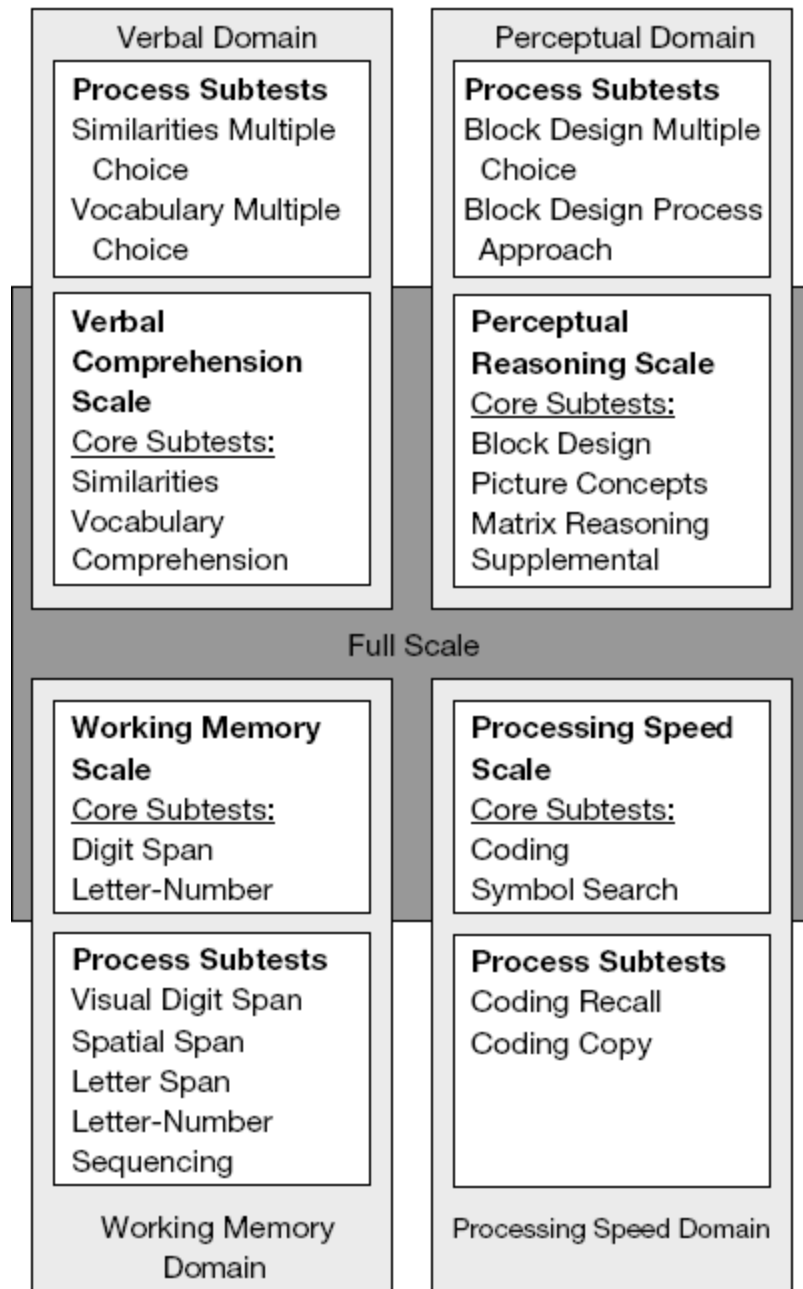 Verbal Domain
Process Subtests
Similarities Multiple
Choice
Vocabulary Multiple
Choice
Verbal
Comprehension
Scale
Core Subtests:
Similarities
Vocabulary
Comprehension
Perceptual Domain
Process Subtests
Block Design Multiple
Choice
Block Design Process
Approach
Perceptual
Reasoning Scale
Core Subtests:
Block Design
Picture Concepts
Matrix Reasoning
Supplemental
Full Scale
Working Memory
Scale
Core Subtests:
Digit Span
Letter-Number
Process Subtests
Visual Digit Span
Spatial Span
Letter Span
Letter-Number
Sequencing
Working Memory
Domain
Processing Speed
Scale
Core Subtests:
Coding
Symbol Search
Process Subtests
Coding Recall
Coding Copy
Processing Speed Domain